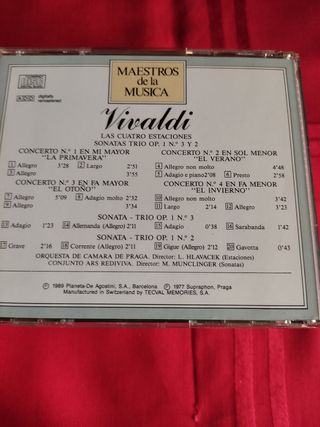 COMPACT
disc
DIGITAL AUDIO
ADD
digitally
remastered
MAESTROS
de la
MUSICA
Vivaldi
LAS CUATRO ESTACIONES
SONATAS TRIO OP. 1 N.º 3 Y 2
CONCERTO N.º 1 EN MI MAYOR
"LA PRIMAVERA"
1 Allegro 3'28 2 Largo 2'51
3 Allegro 3'55
CONCERTO N.º 2 EN SOL MENOR
"EL VERANO"
4 Allegro non molto 4'48
5 Adagio e piano 2'08 6 Presto 2'58
CONCERTO N.º 3 EN FA MAYOR
"EL OTOÑO"
7 Allegro 5'09 8 Adagio molto 2'32
9 Allegro 3'34
CONCERTO N.º 4 EN FA MENOR
"EL INVIERNO"
10 Allegro non molto 3'42
11 Largo 2'14 12 Allegro 3'23
SONATA - TRIO OP. 1 N.º 3
13 Adagio 1'23 14 Allemanda (Allegro) 2'11 15 Adagio 0'38 16 Sarabanda 1'42
SONATA - TRIO OP. 1 N.º 2
17 Grave 2'16 18 Corrente (Allegro) 2'11 19 Gigue (Allegro) 2'12 20 Gavotta 0'43
ORQUESTA DE CAMARA DE PRAGA. Director: L. HLAVACEK (Estaciones)
CONJUNTO ARS REDIVIVA. Director: M. MUNCLINGER (Sonatas)
Ⓟ 1989 Planeta-De Agostini, S.A., Barcelona © 1977 Supraphon, Praga
Manufactured in Switzerland by TECVAL MEMORIES, S.A.